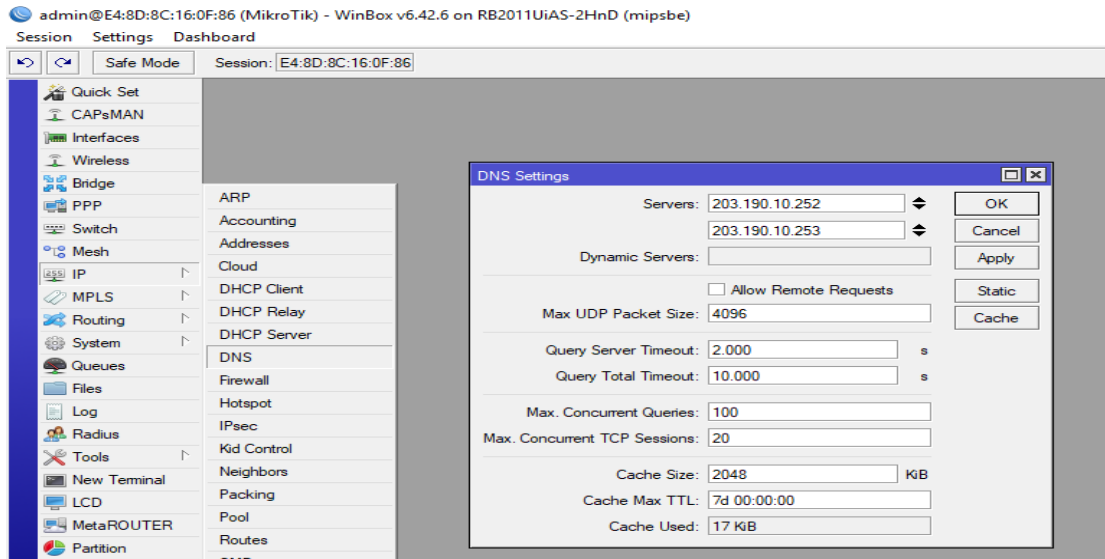 admin@E4:8D:8C:16:0F:86 (MikroTik) - WinBox v6.42.6 on RB2011UiAS-2HnD (mipsbe)
Session Settings Dashboard
Safe Mode Session: E4:8D:8C:16:0F:86
Quick Set
CAPsMAN
Interfaces
Wireless
Bridge
PPP
Switch
Mesh
IP
MPLS
Routing
System
Queues
Files
Log
Radius
Tools
New Terminal
LCD
MetaROUTER
Partition
ARP
Accounting
Addresses
Cloud
DHCP Client
DHCP Relay
DHCP Server
DNS
Firewall
Hotspot
IPsec
Kid Control
Neighbors
Packing
Pool
Routes
DNS Settings
Servers: 203.190.10.252
203.190.10.253
Dynamic Servers:
Allow Remote Requests
Max UDP Packet Size: 4096
Query Server Timeout: 2.000 s
Query Total Timeout: 10.000 s
Max. Concurrent Queries: 100
Max. Concurrent TCP Sessions: 20
Cache Size: 2048 KiB
Cache Max TTL: 7d 00:00:00
Cache Used: 17 KiB
OK
Cancel
Apply
Static
Cache